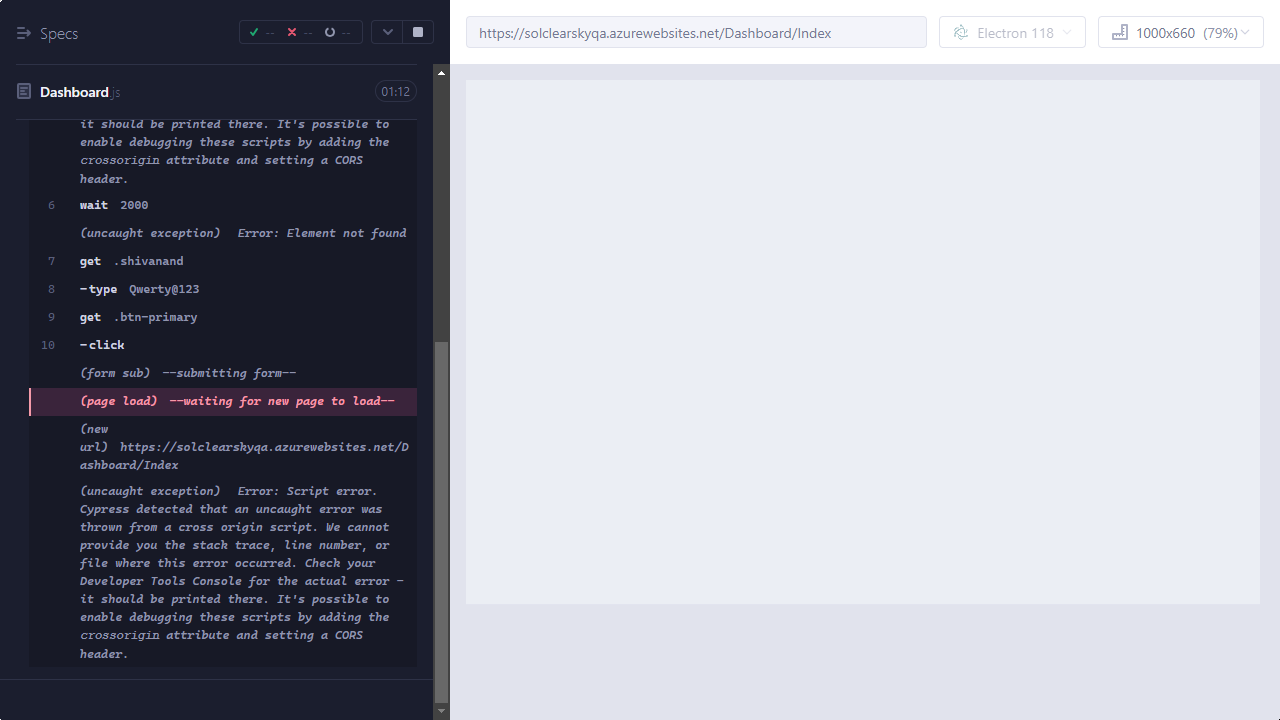 Specs
--
--
--
https://solclearskyqa.azurewebsites.net/Dashboard/Index
Electron 118
1000x660 (79%)
Dashboard.js
01:12
it should be printed there. It's possible to
enable debugging these scripts by adding the
crossorigin attribute and setting a CORS
header.
6 wait 2000
(uncaught exception) Error: Element not found
7 get .shivanand
8 -type Qwerty@123
9 get .btn-primary
10 -click
(form sub) --submitting form--
(page load) --waiting for new page to load--
(new
url) https://solclearskyqa.azurewebsites.net/D
ashboard/Index
(uncaught exception) Error: Script error.
Cypress detected that an uncaught error was
thrown from a cross origin script. We cannot
provide you the stack trace, line number, or
file where this error occurred. Check your
Developer Tools Console for the actual error -
it should be printed there. It's possible to
enable debugging these scripts by adding the
crossorigin attribute and setting a CORS
header.